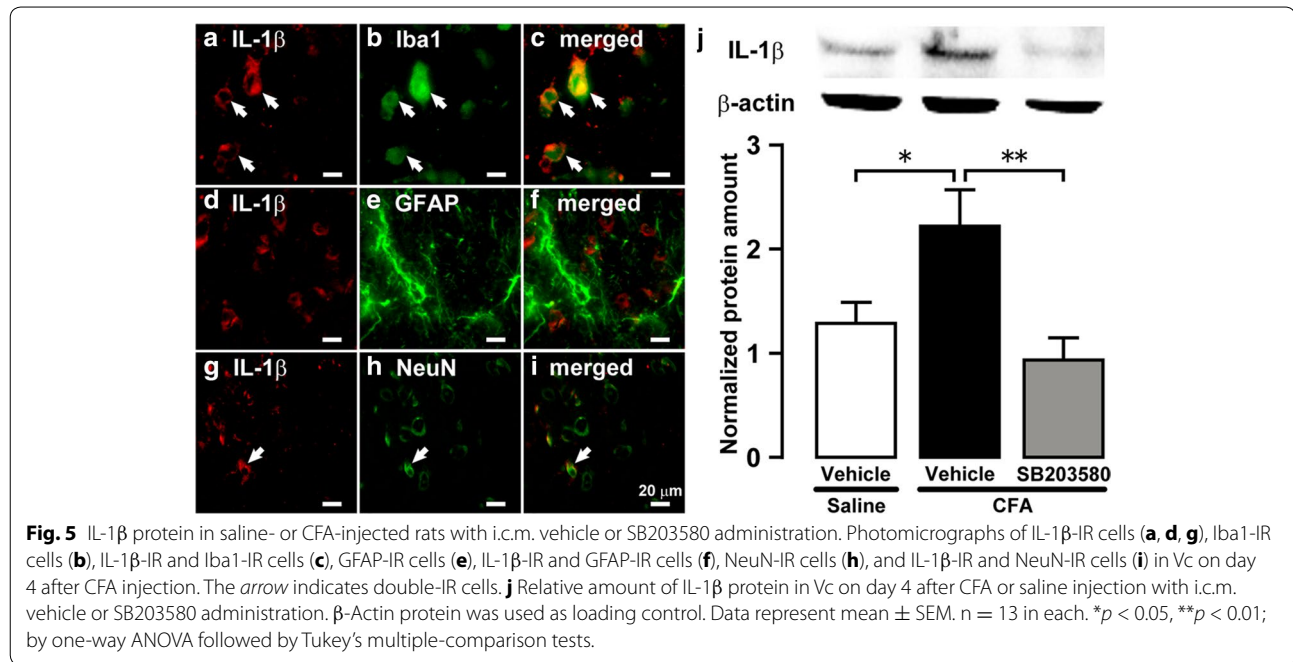 a IL-1β b Iba1 c merged
d IL-1β e GFAP f merged
g IL-1β h NeuN i merged
20 μm
j
IL-1β
β-actin
Normalized protein amount
3
2
1
0
* **
Vehicle Vehicle SB203580
Saline CFA
Fig. 5 IL-1β protein in saline- or CFA-injected rats with i.c.m. vehicle or SB203580 administration. Photomicrographs of IL-1β-IR cells (a, d, g), Iba1-IR
cells (b), IL-1β-IR and Iba1-IR cells (c), GFAP-IR cells (e), IL-1β-IR and GFAP-IR cells (f), NeuN-IR cells (h), and IL-1β-IR and NeuN-IR cells (i) in Vc on day
4 after CFA injection. The arrow indicates double-IR cells. j Relative amount of IL-1β protein in Vc on day 4 after CFA or saline injection with i.c.m.
vehicle or SB203580 administration. β-Actin protein was used as loading control. Data represent mean ± SEM. n = 13 in each. *p < 0.05, **p < 0.01;
by one-way ANOVA followed by Tukey's multiple-comparison tests.